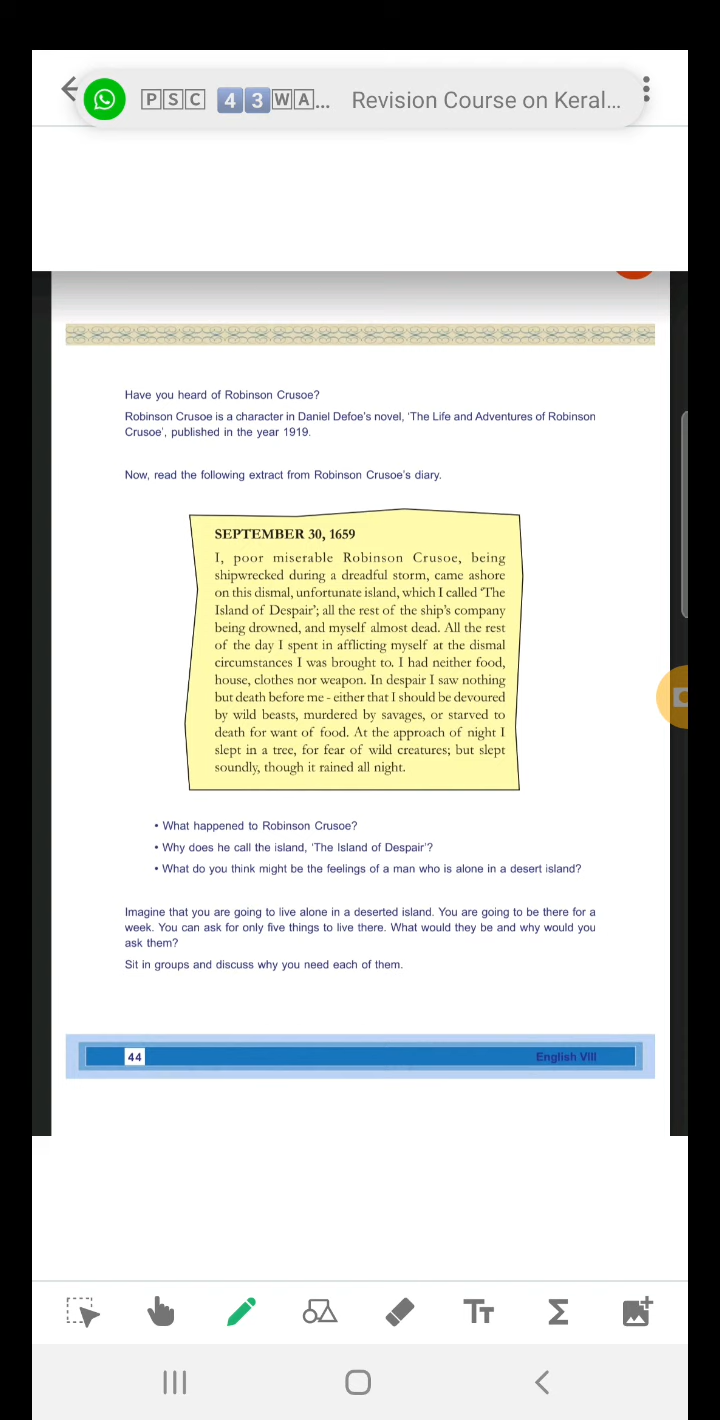 🄿🅂🄲 4️⃣3️⃣🅆🄰... Revision Course on Keral...
Have you heard of Robinson Crusoe?
Robinson Crusoe is a character in Daniel Defoe's novel, 'The Life and Adventures of Robinson
Crusoe', published in the year 1919.
Now, read the following extract from Robinson Crusoe's diary.
SEPTEMBER 30, 1659
I, poor miserable Robinson Crusoe, being
shipwrecked during a dreadful storm, came ashore
on this dismal, unfortunate island, which I called 'The
Island of Despair'; all the rest of the ship's company
being drowned, and myself almost dead. All the rest
of the day I spent in afflicting myself at the dismal
circumstances I was brought to. I had neither food,
house, clothes nor weapon. In despair I saw nothing
but death before me - either that I should be devoured
by wild beasts, murdered by savages, or starved to
death for want of food. At the approach of night I
slept in a tree, for fear of wild creatures; but slept
soundly, though it rained all night.
• What happened to Robinson Crusoe?
• Why does he call the island, 'The Island of Despair'?
• What do you think might be the feelings of a man who is alone in a desert island?
Imagine that you are going to live alone in a deserted island. You are going to be there for a
week. You can ask for only five things to live there. What would they be and why would you
ask them?
Sit in groups and discuss why you need each of them.
44 English VIII
TT Σ